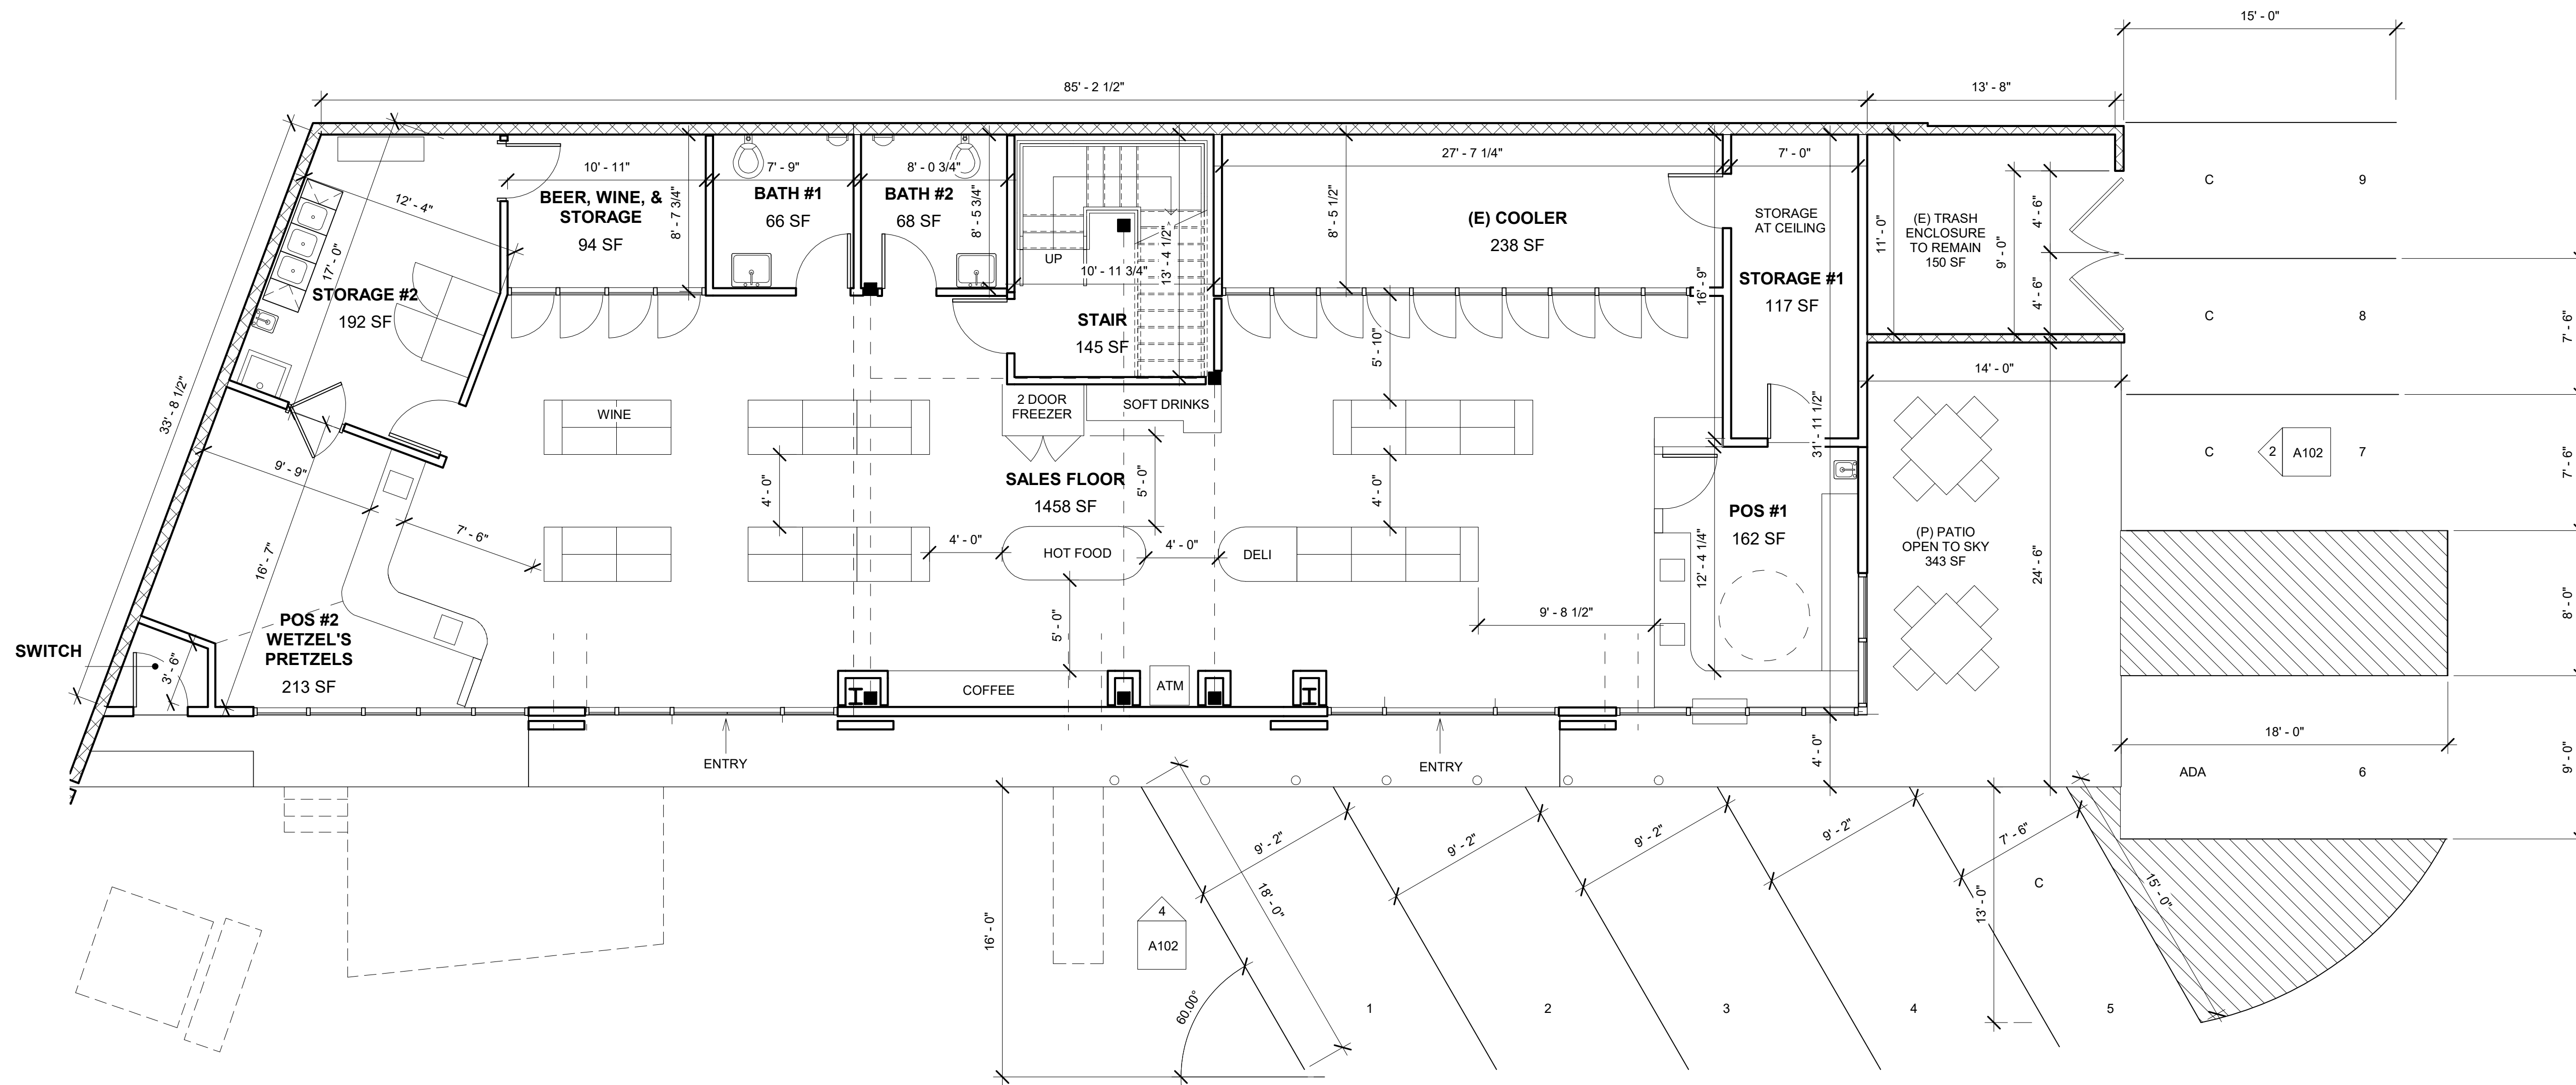 15' - 0"
85' - 2 1/2"
13' - 8"
10' - 11"
7' - 9"
8' - 0 3/4"
27' - 7 1/4"
7' - 0"
12' - 4"
17' - 0"
BEER, WINE, &
STORAGE
94 SF
8' - 7 3/4"
BATH #1
66 SF
BATH #2
68 SF
8' - 5 3/4"
UP
10' - 11 3/4"
13' - 4 1/2"
8' - 5 1/2"
(E) COOLER
238 SF
16' - 9"
STORAGE
AT CEILING
STORAGE #1
117 SF
11' - 0"
(E) TRASH
ENCLOSURE
TO REMAIN
150 SF
9' - 0"
4' - 6"
4' - 6"
C
9
C
8
7' - 6"
STORAGE #2
192 SF
STAIR
145 SF
5' - 10"
33' - 8 1/2"
WINE
2 DOOR
FREEZER
SOFT DRINKS
31' - 11 1/2"
14' - 0"
C
2
A102
7
7' - 6"
9' - 9"
4' - 0"
SALES FLOOR
1458 SF
5' - 0"
4' - 0"
7' - 6"
16' - 7"
4' - 0"
HOT FOOD
4' - 0"
DELI
12' - 4 1/4"
POS #1
162 SF
(P) PATIO
OPEN TO SKY
343 SF
24' - 6"
8' - 0"
9' - 8 1/2"
5' - 0"
POS #2
WETZEL'S
PRETZELS
213 SF
SWITCH
3' - 6"
COFFEE
ATM
18' - 0"
ENTRY
ENTRY
4' - 0"
ADA
6
9' - 0"
9' - 2"
9' - 2"
9' - 2"
9' - 2"
7' - 6"
18' - 0"
C
13' - 0"
15' - 0"
16' - 0"
4
A102
60.00°
1
2
3
4
5